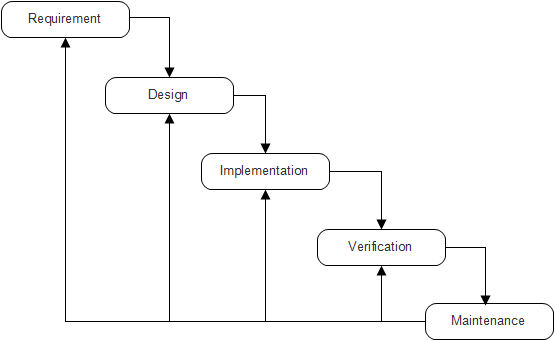 Requirement
Design
Implementation
Verification
Maintenance